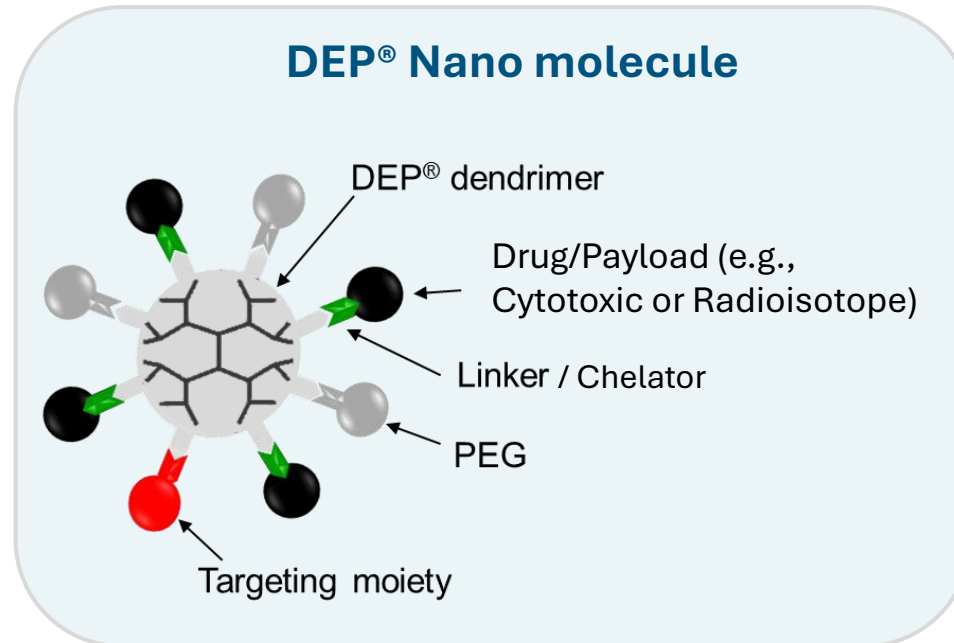 DEP® Nano molecule
DEP® dendrimer
Drug/Payload (e.g.,
Cytotoxic or Radioisotope)
Linker / Chelator
PEG
Targeting moiety